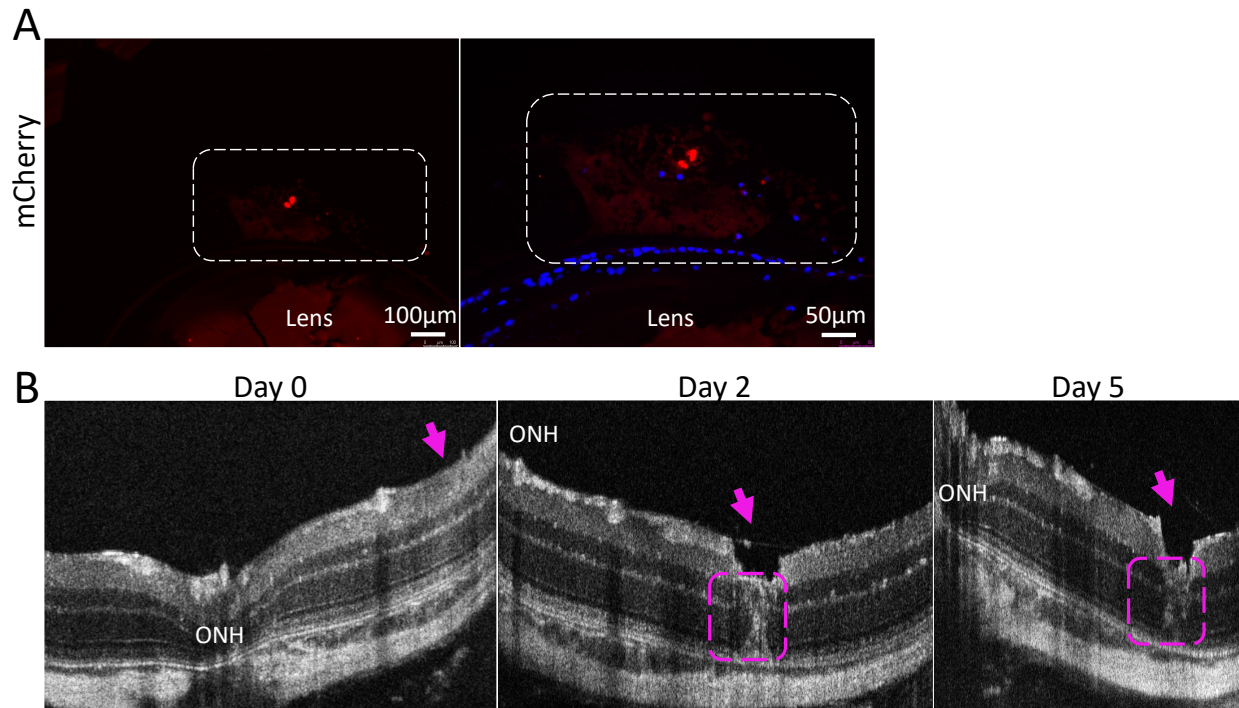 A
mCherry
Lens
100µm
Lens
50µm
B
Day 0
Day 2
Day 5
ONH
ONH
ONH